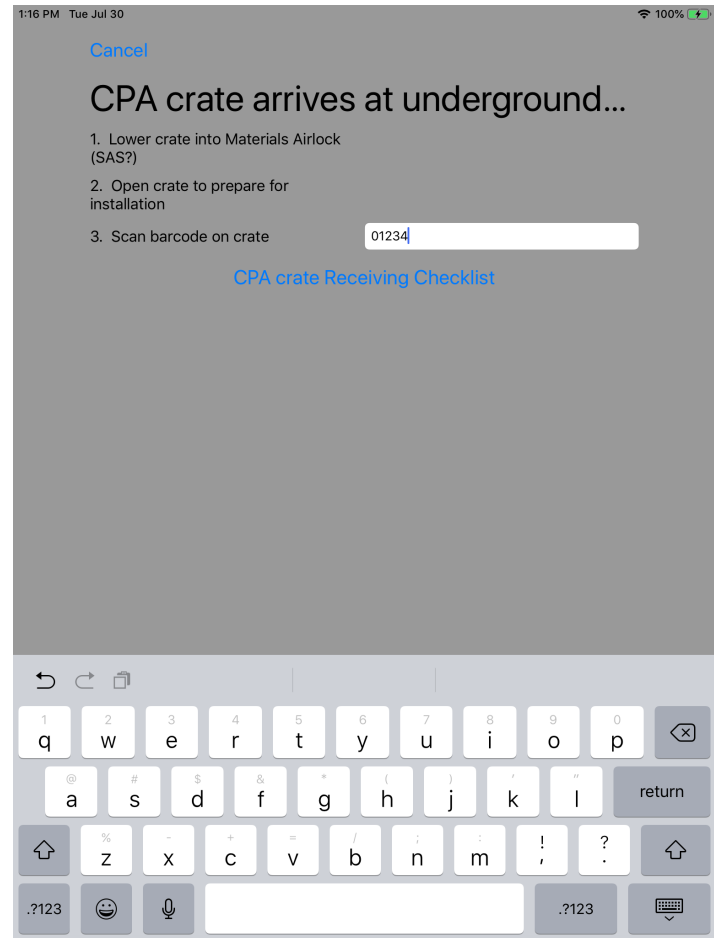 1:16 PM Tue Jul 30
100%
Cancel
CPA crate arrives at underground...
1. Lower crate into Materials Airlock
(SAS?)
2. Open crate to prepare for
installation
3. Scan barcode on crate
01234
CPA crate Receiving Checklist
1 2 3 4 5 6 7 8 9 0
q w e r t y u i o p
@ # $ & * ( ) ' "
a s d f g h j k l return
% - + = / ; : ! ?
z x c v b n m , .
.?123 .?123